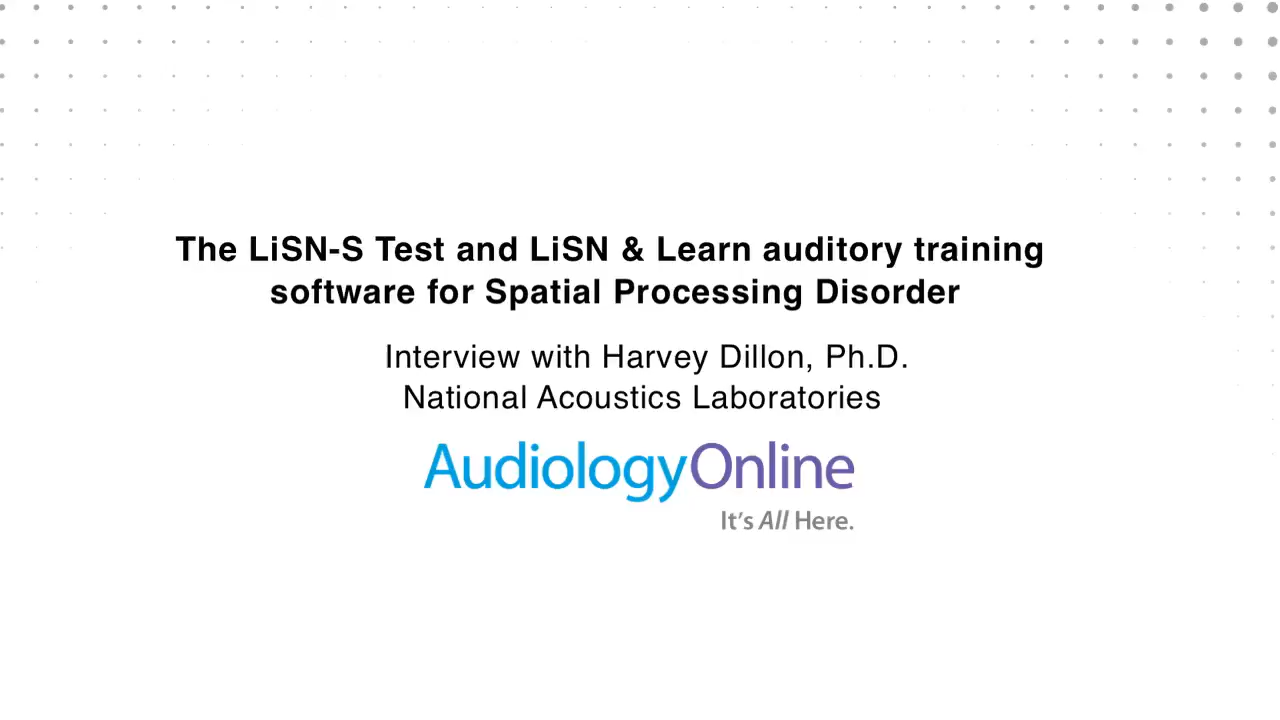 The LiSN-S Test and LiSN & Learn auditory training
software for Spatial Processing Disorder
Interview with Harvey Dillon, Ph.D.
National Acoustics Laboratories
AudiologyOnline
It's All Here.